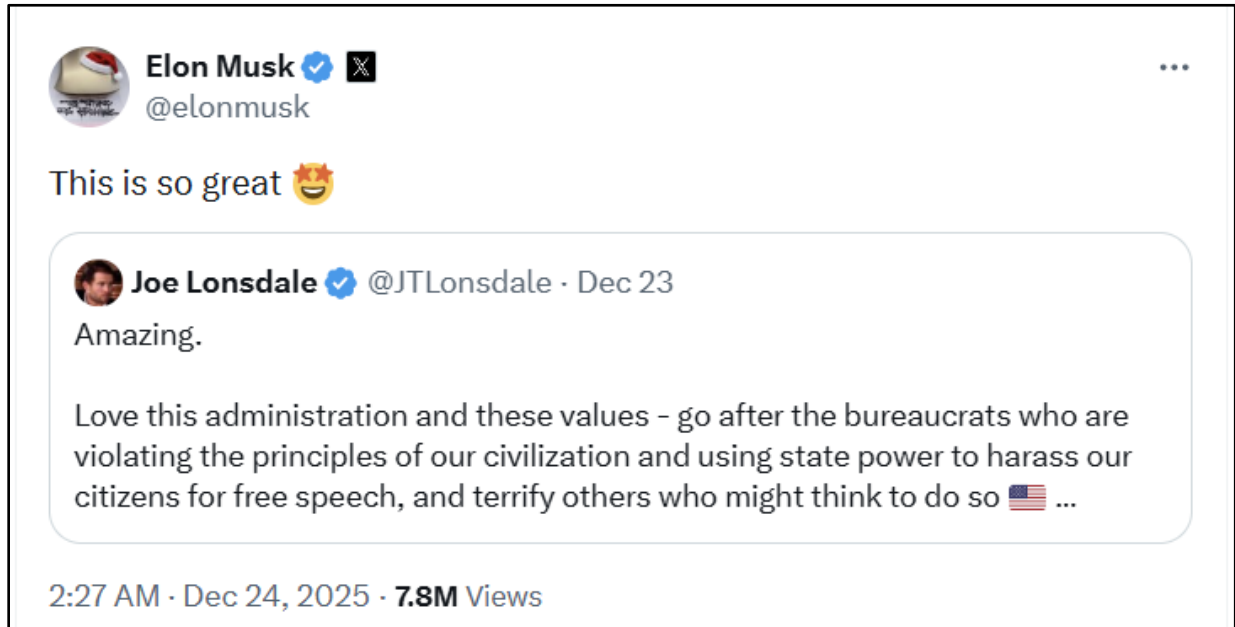 Elon Musk
@elonmusk
This is so great 🤩
Joe Lonsdale @JTLonsdale · Dec 23
Amazing.
Love this administration and these values - go after the bureaucrats who are
violating the principles of our civilization and using state power to harass our
citizens for free speech, and terrify others who might think to do so 🇺🇸 ...
2:27 AM · Dec 24, 2025 · 7.8M Views